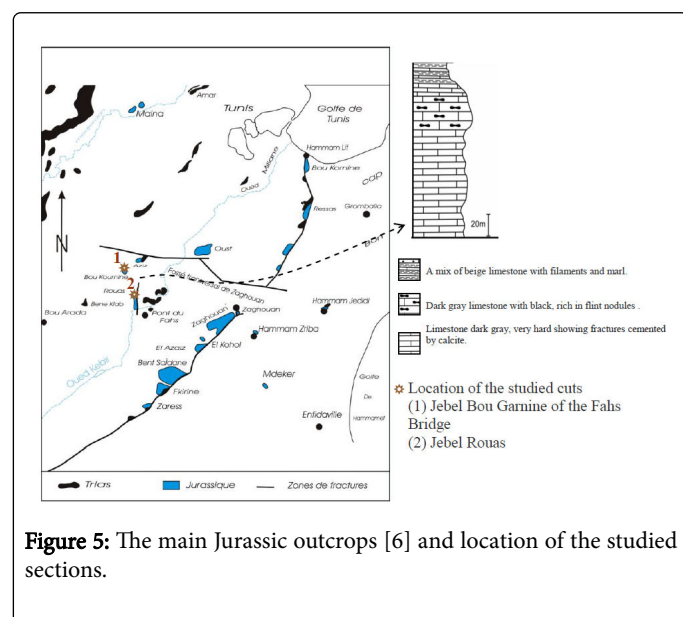 Amar
Tunis
Golfe de
Tunis
Maina
Oued
Miliane
Hammam Lif
Bou Kornine
Cap
Bon
Ressas
Grombalia
N
Oust
1
Bou Kournine
2
Rouas
Bene Klab
Fossé transversal de Zaghouan
Bou Arada
Pont du
Fahs
Zaghouan
Zaghouan
Hammam Jedidi
Hammam Zriba
El Azaiz
El Kohol
Bent Saïdane
Oued Kebir
Fkirine
Mdeker
Golfe
De
Hammamet
Zaress
Enfidaville
Trias
Jurassique
Zones de fractures
20m
A mix of beige limestone with filaments and marl.
Dark gray limestone with black, rich in flint nodules .
Limestone dark gray, very hard showing fractures cemented
by calcite.
Location of the studied cuts
(1) Jebel Bou Garnine of the Fahs
Bridge
(2) Jebel Rouas
Figure 5: The main Jurassic outcrops [6] and location of the studied
sections.